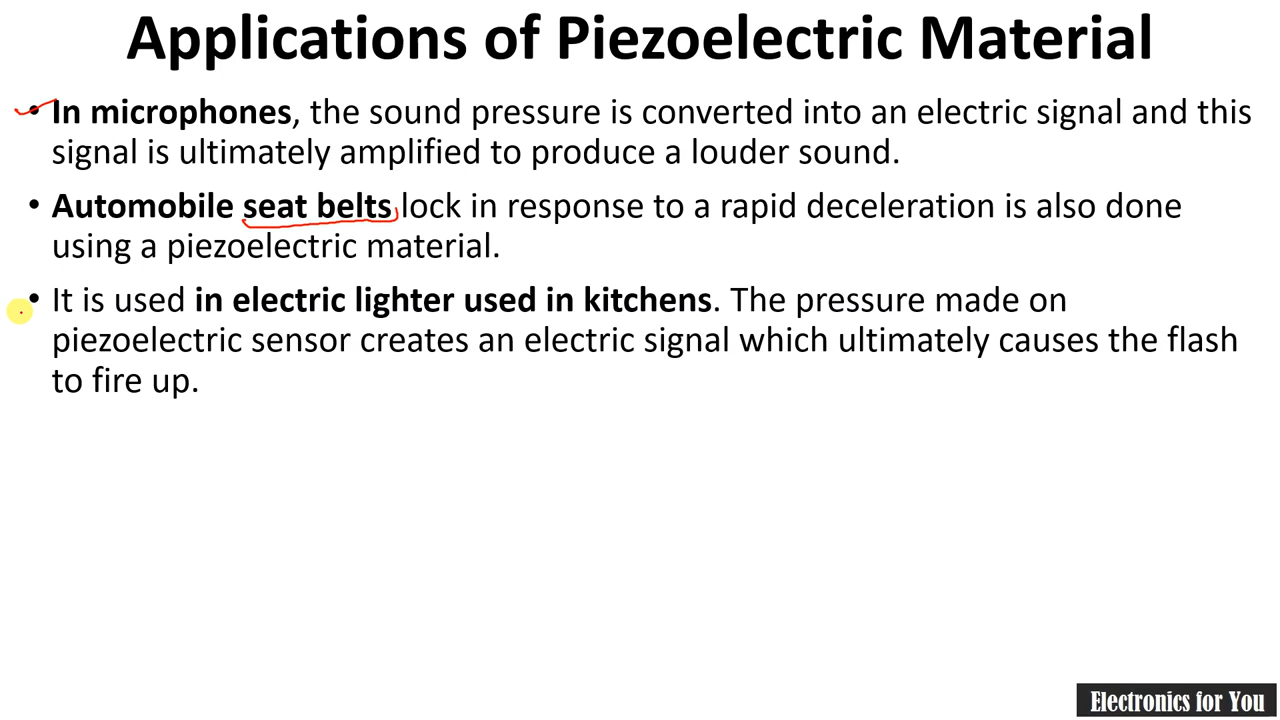 Applications of Piezoelectric Material
• In microphones, the sound pressure is converted into an electric signal and this
signal is ultimately amplified to produce a louder sound.
• Automobile seat belts lock in response to a rapid deceleration is also done
using a piezoelectric material.
• It is used in electric lighter used in kitchens. The pressure made on
piezoelectric sensor creates an electric signal which ultimately causes the flash
to fire up.
Electronics for You